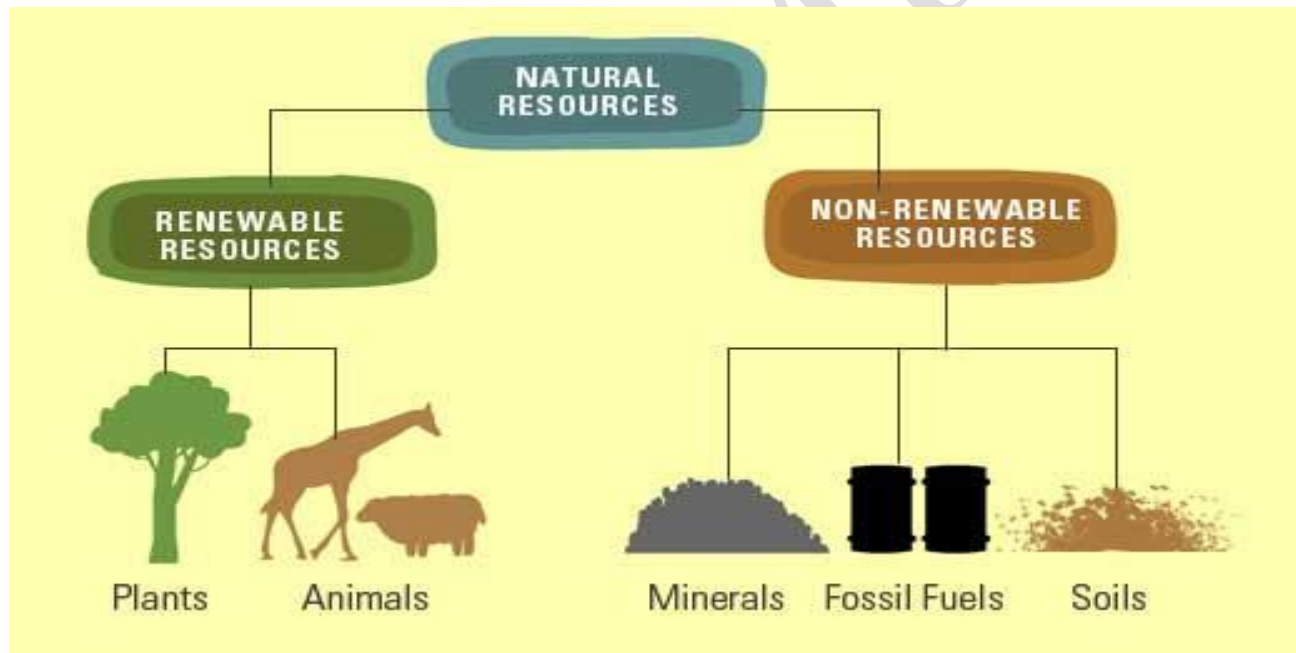 NATURAL
RESOURCES
RENEWABLE
RESOURCES
NON-RENEWABLE
RESOURCES
Plants
Animals
Minerals
Fossil Fuels
Soils